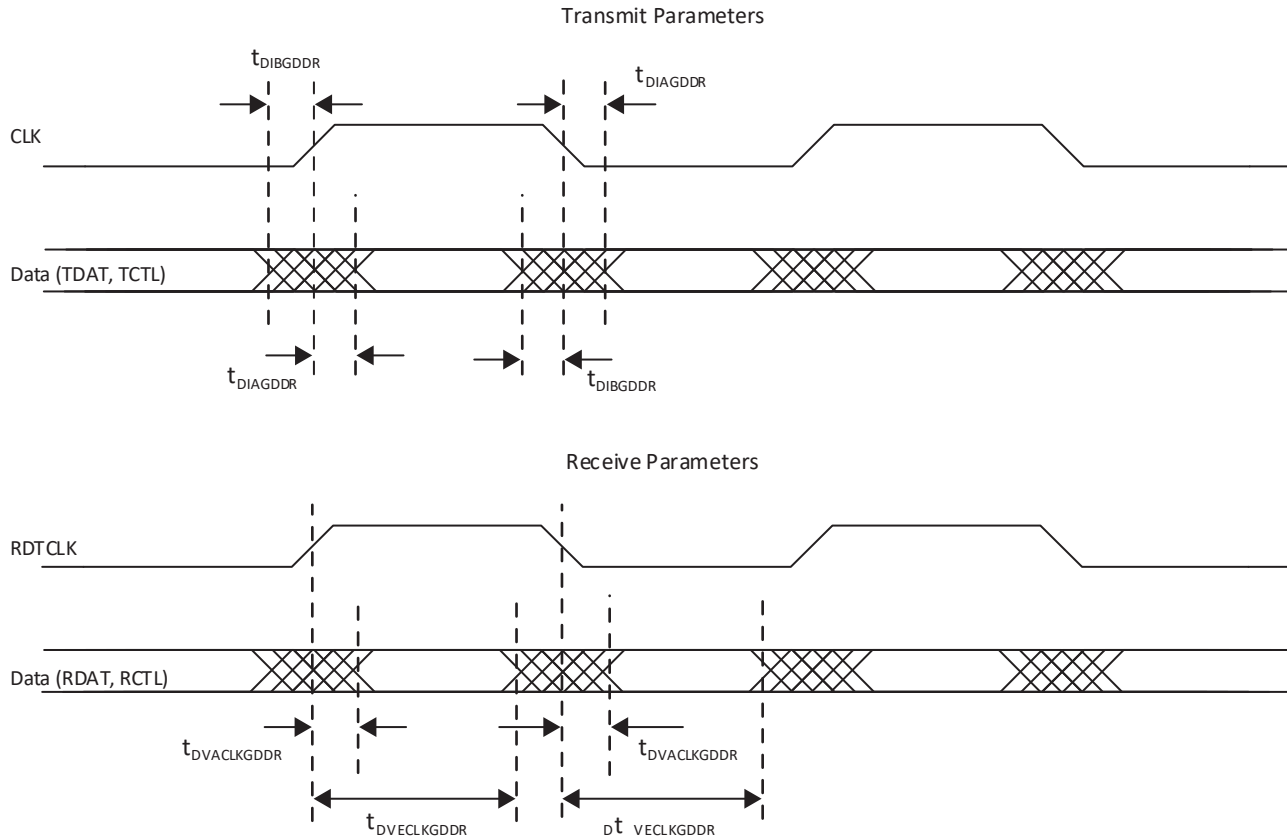 Transmit Parameters
tDIBGDDR
tDIAGDDR
CLK
Data (TDAT, TCTL)
tDIAGDDR
tDIBGDDR
Receive Parameters
RDTCLK
Data (RDAT, RCTL)
tDVACLKGDDR
tDVACLKGDDR
tDVECLKGDDR
Dt VECLKGDDR